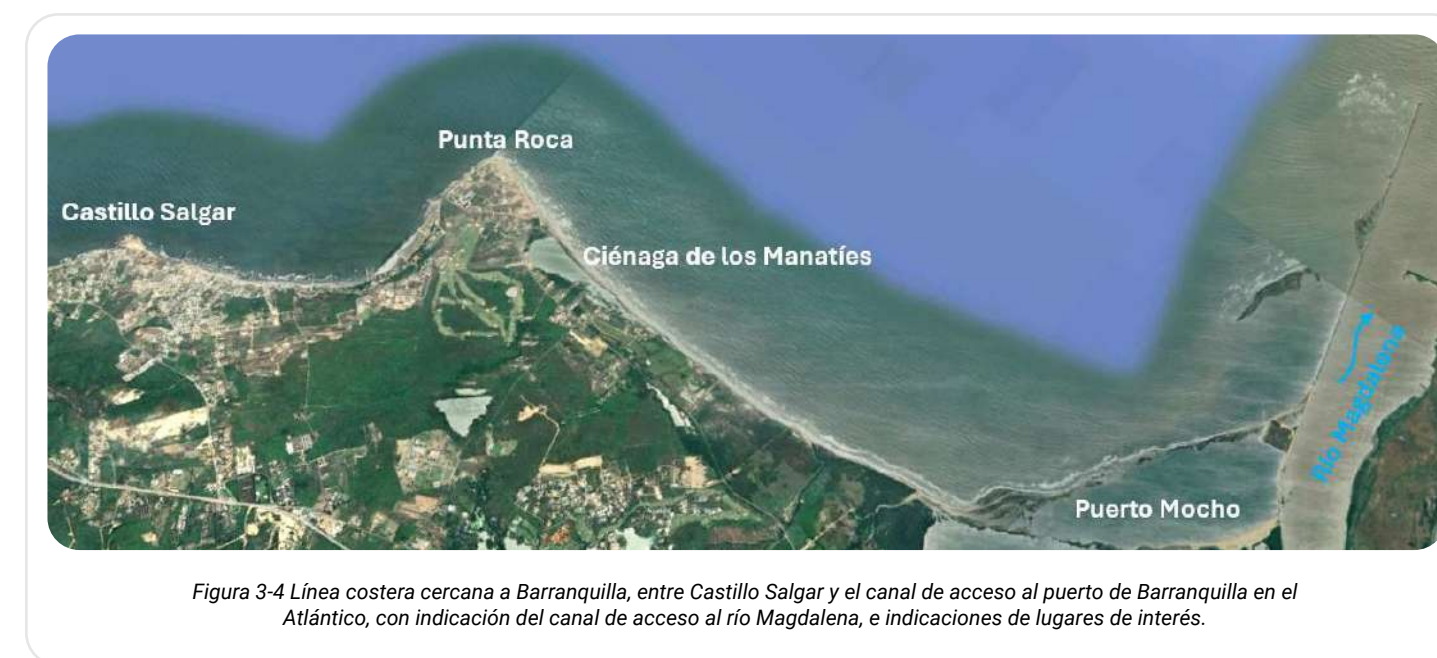 Punta Roca
Castillo Salgar
Ciénaga de los Manatíes
Río Magdalena
Puerto Mocho
Figura 3-4 Línea costera cercana a Barranquilla, entre Castillo Salgar y el canal de acceso al puerto de Barranquilla en el
Atlántico, con indicación del canal de acceso al río Magdalena, e indicaciones de lugares de interés.